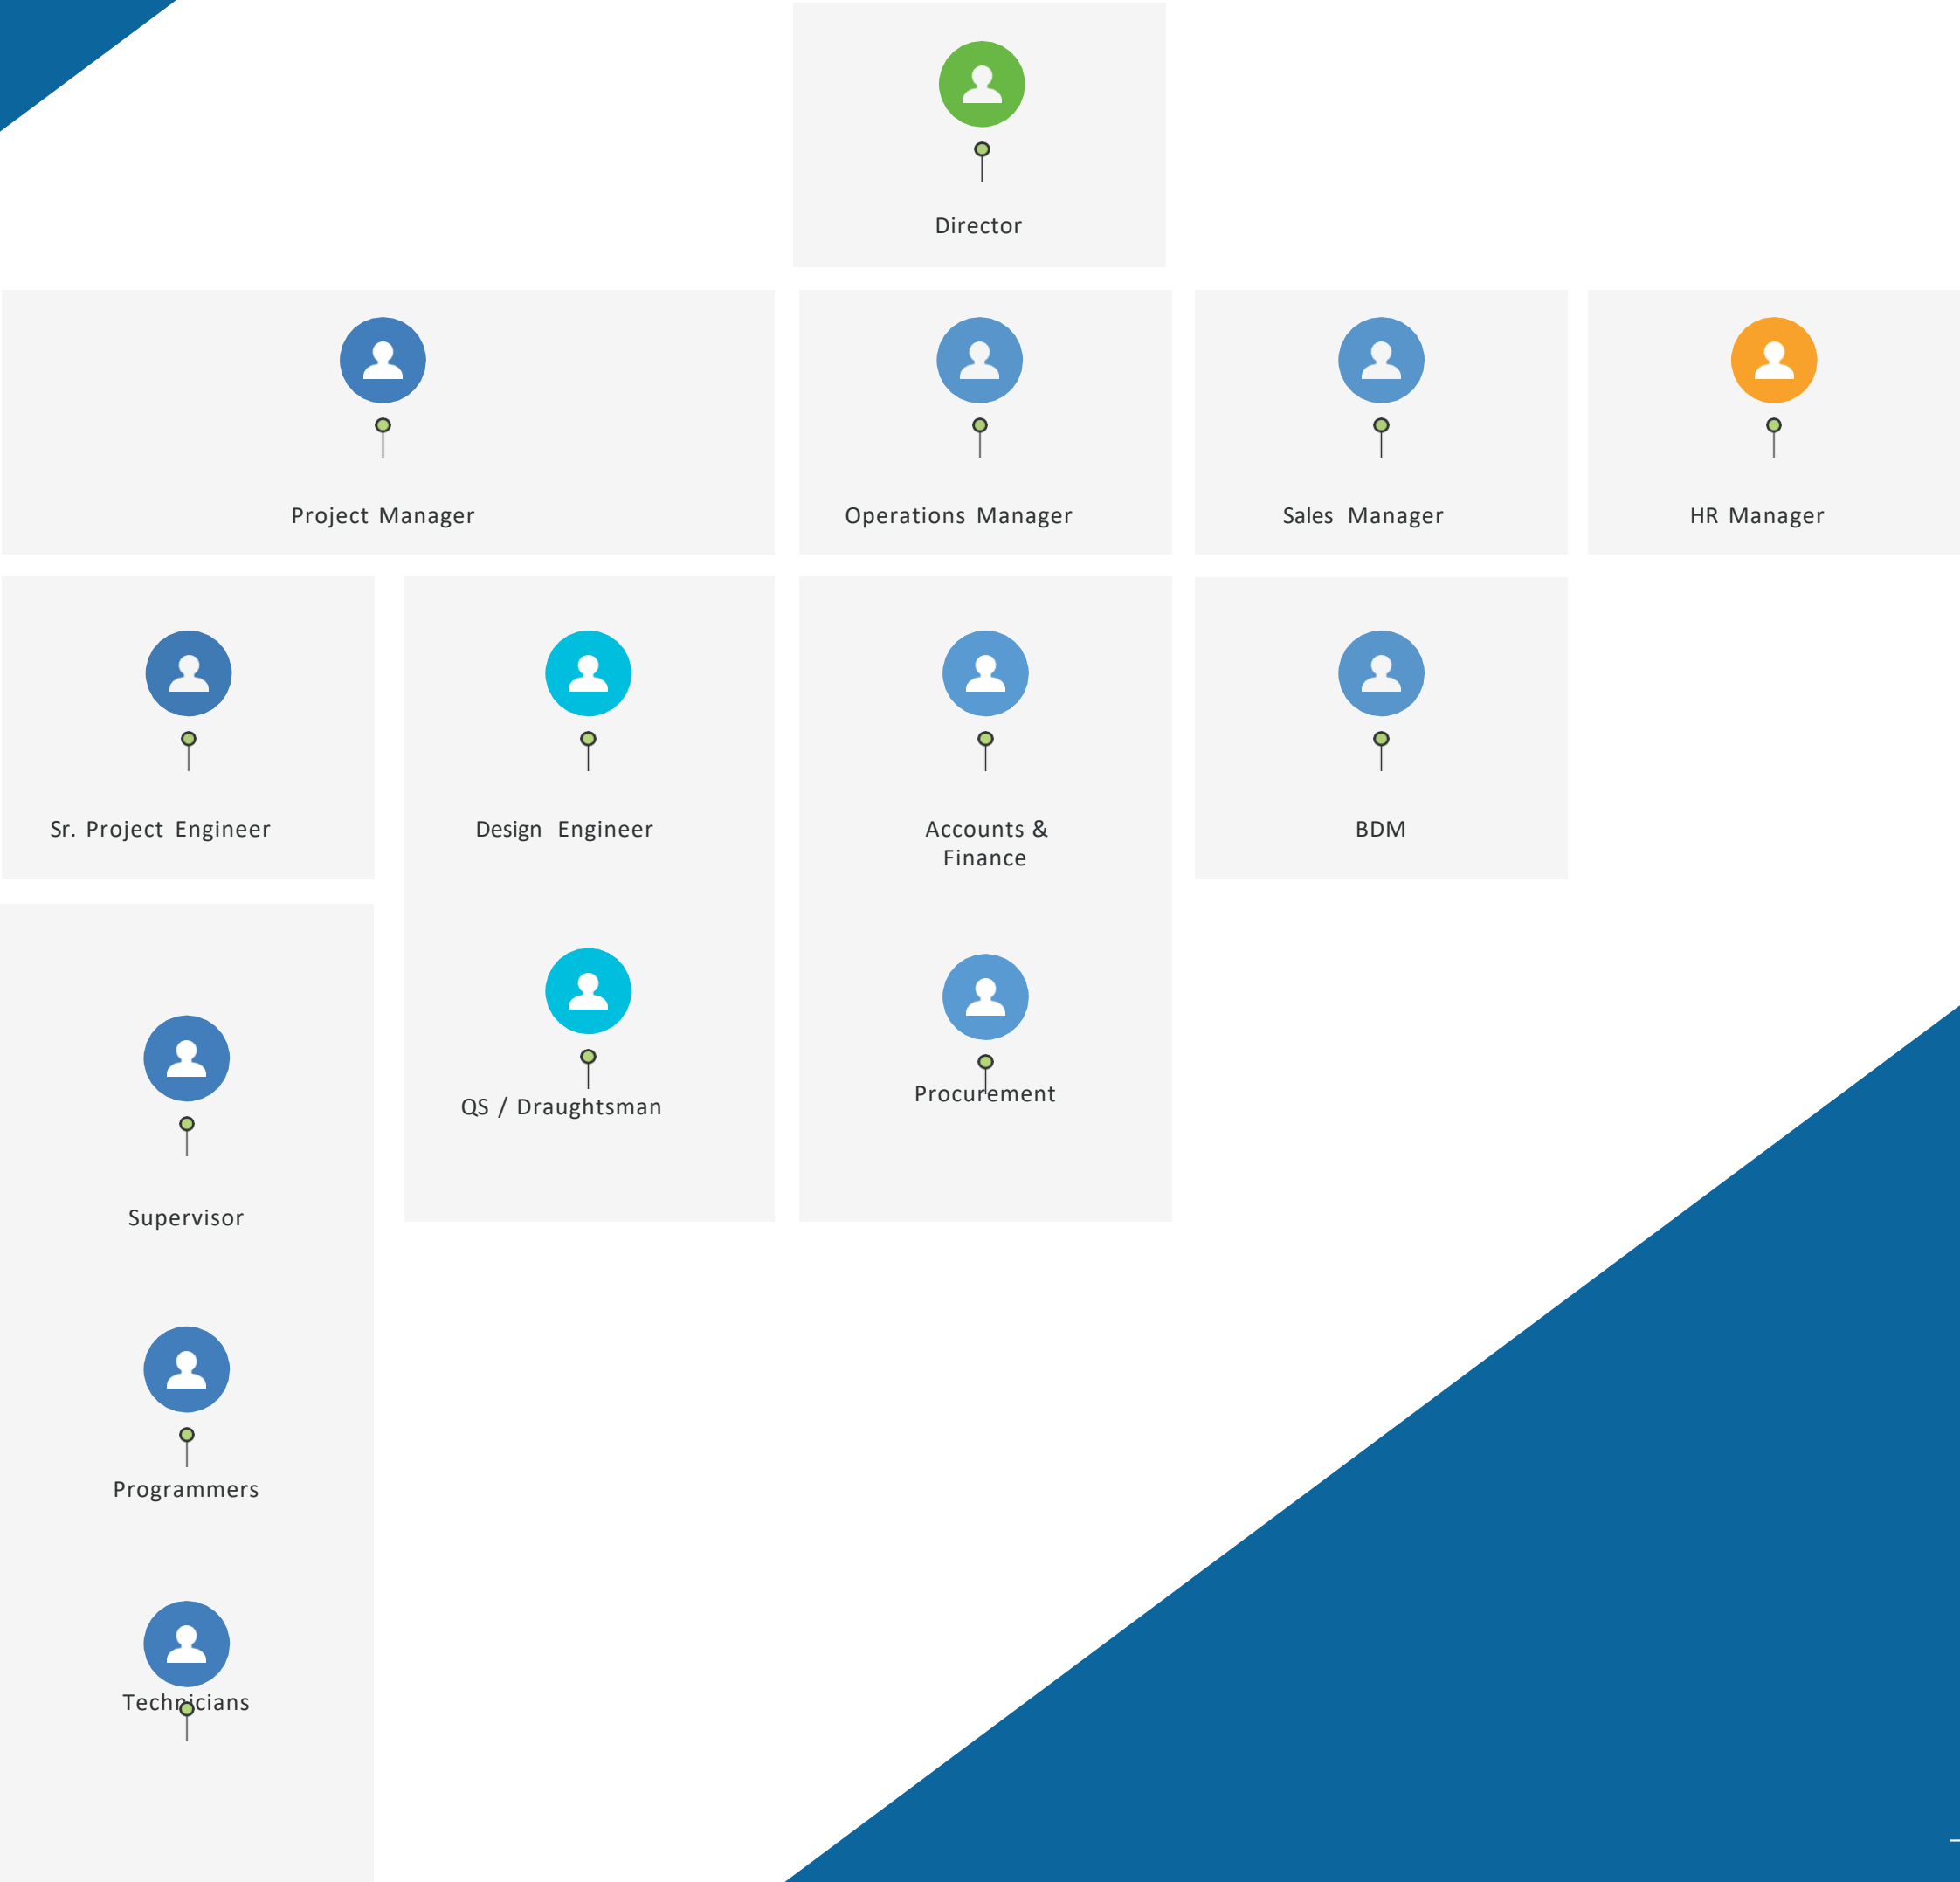 Director
Project Manager
Operations Manager
Sales Manager
HR Manager
Sr. Project Engineer
Design Engineer
Accounts &
Finance
BDM
QS / Draughtsman
Procurement
Supervisor
Programmers
Technicians